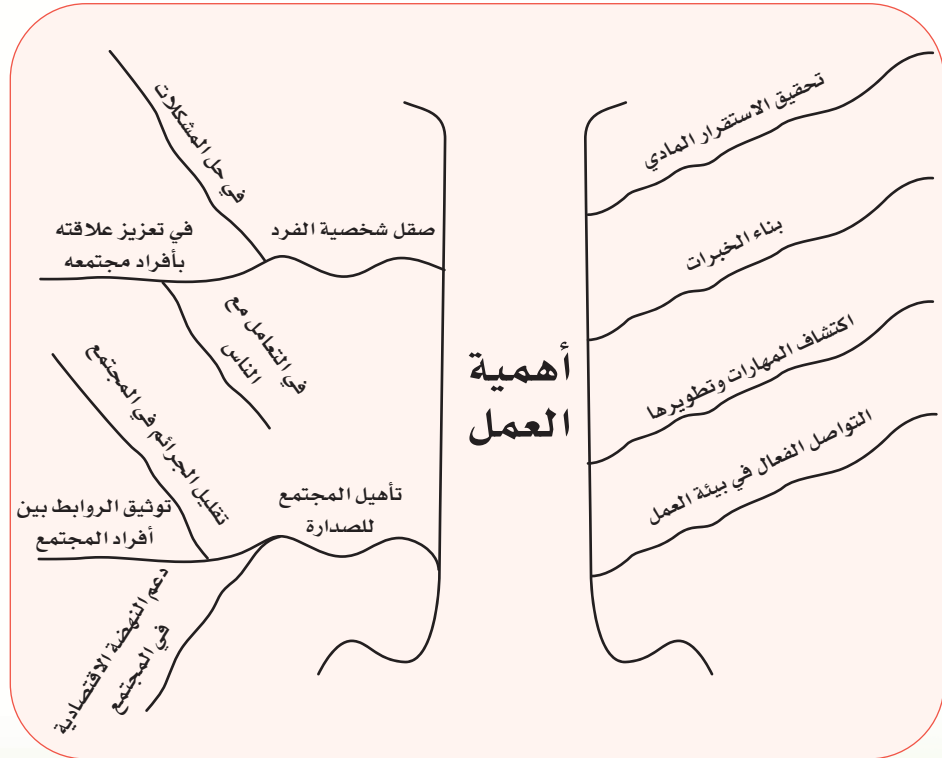 أهمية
العمل
تحقيق الاستقرار المادي
بناء الخبرات
اكتشاف المهارات وتطويرها
التواصل الفعال في بيئة العمل
صقل شخصية الفرد
في حل المشكلات
في تعزيز علاقته
بأفراد مجتمعه
في التعامل مع
الناس
تأهيل المجتمع
للصدارة
تقليل الجرائم في المجتمع
توثيق الروابط بين
أفراد المجتمع
دعم النهضة الاقتصادية
في المجتمع